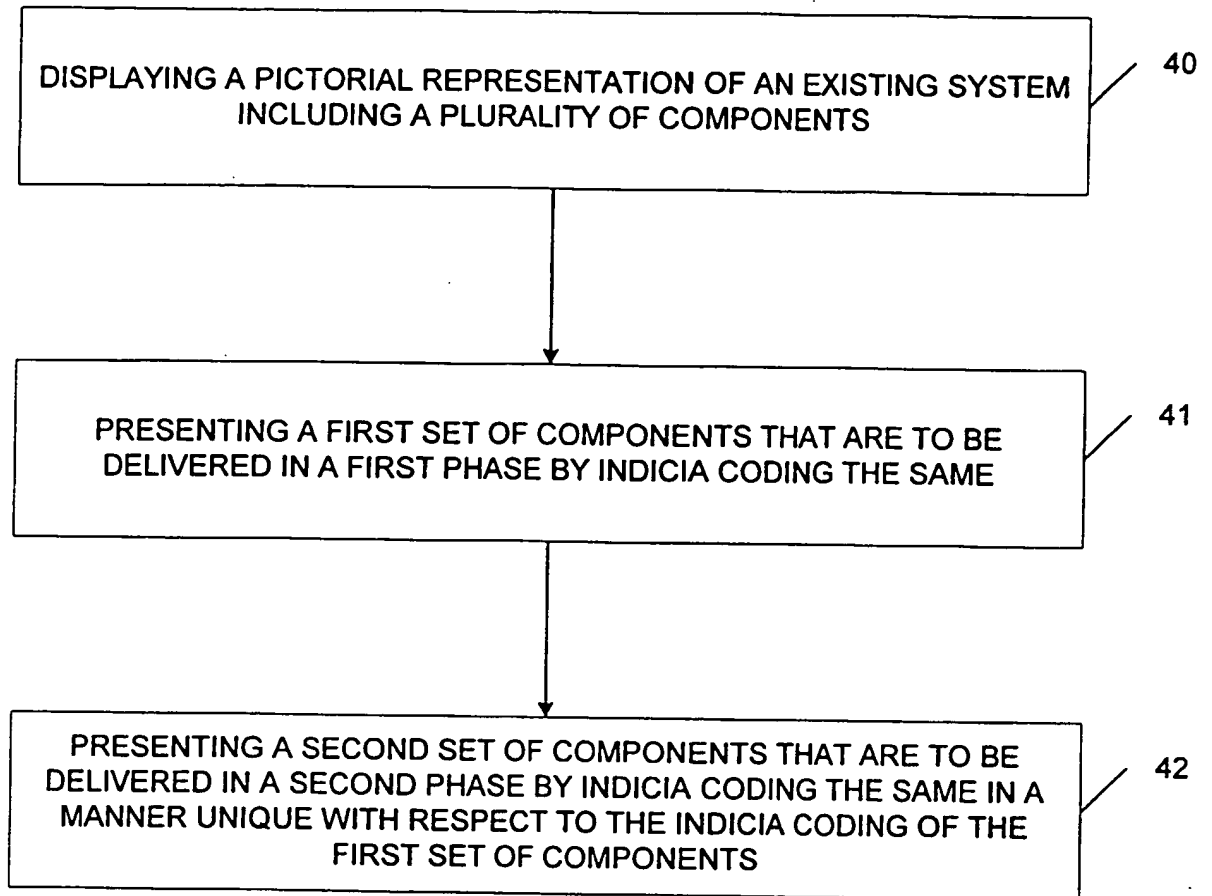 DISPLAYING A PICTORIAL REPRESENTATION OF AN EXISTING SYSTEM
INCLUDING A PLURALITY OF COMPONENTS
40
PRESENTING A FIRST SET OF COMPONENTS THAT ARE TO BE
DELIVERED IN A FIRST PHASE BY INDICIA CODING THE SAME
41
PRESENTING A SECOND SET OF COMPONENTS THAT ARE TO BE
DELIVERED IN A SECOND PHASE BY INDICIA CODING THE SAME IN A
MANNER UNIQUE WITH RESPECT TO THE INDICIA CODING OF THE
FIRST SET OF COMPONENTS
42